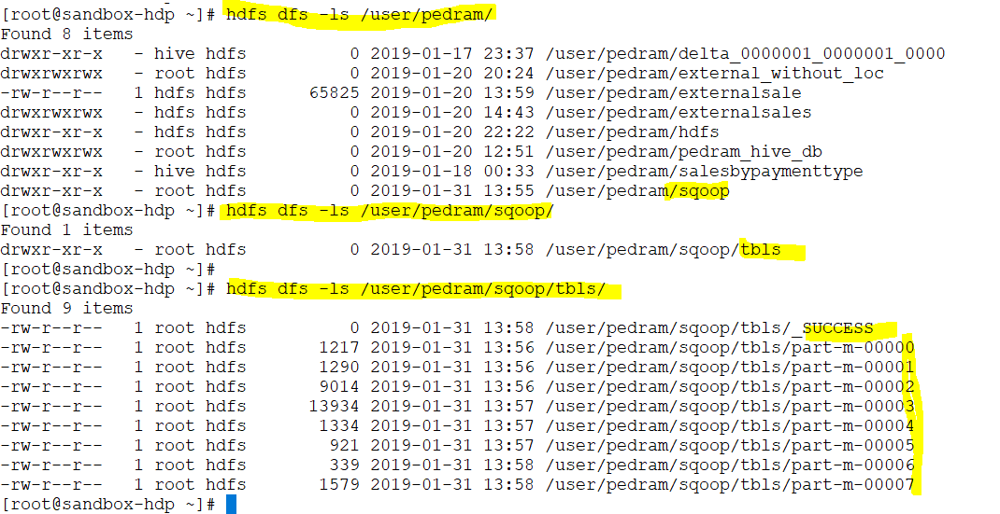 [root@sandbox-hdp ~]# hdfs dfs -ls /user/pedram/
Found 8 items
drwxr-xr-x   - hive hdfs          0 2019-01-17 23:37 /user/pedram/delta_0000001_0000001_0000
drwxrwxrwx   - root hdfs          0 2019-01-20 20:24 /user/pedram/external_without_loc
-rw-r--r--   1 hdfs hdfs      65825 2019-01-20 13:59 /user/pedram/externalsale
drwxrwxrwx   - hdfs hdfs          0 2019-01-20 14:43 /user/pedram/externalsales
drwxr-xr-x   - hdfs hdfs          0 2019-01-20 22:22 /user/pedram/hdfs
drwxrwxrwx   - root hdfs          0 2019-01-20 12:51 /user/pedram/pedram_hive_db
drwxr-xr-x   - hive hdfs          0 2019-01-18 00:33 /user/pedram/salesbypaymenttype
drwxr-xr-x   - root hdfs          0 2019-01-31 13:55 /user/pedram/sqoop
[root@sandbox-hdp ~]# hdfs dfs -ls /user/pedram/sqoop/
Found 1 items
drwxr-xr-x   - root hdfs          0 2019-01-31 13:58 /user/pedram/sqoop/tbls
[root@sandbox-hdp ~]#
[root@sandbox-hdp ~]# hdfs dfs -ls /user/pedram/sqoop/tbls/
Found 9 items
-rw-r--r--   1 root hdfs          0 2019-01-31 13:58 /user/pedram/sqoop/tbls/_SUCCESS
-rw-r--r--   1 root hdfs       1217 2019-01-31 13:56 /user/pedram/sqoop/tbls/part-m-00000
-rw-r--r--   1 root hdfs       1290 2019-01-31 13:56 /user/pedram/sqoop/tbls/part-m-00001
-rw-r--r--   1 root hdfs       9014 2019-01-31 13:56 /user/pedram/sqoop/tbls/part-m-00002
-rw-r--r--   1 root hdfs      13934 2019-01-31 13:57 /user/pedram/sqoop/tbls/part-m-00003
-rw-r--r--   1 root hdfs       1334 2019-01-31 13:57 /user/pedram/sqoop/tbls/part-m-00004
-rw-r--r--   1 root hdfs        921 2019-01-31 13:57 /user/pedram/sqoop/tbls/part-m-00005
-rw-r--r--   1 root hdfs        339 2019-01-31 13:58 /user/pedram/sqoop/tbls/part-m-00006
-rw-r--r--   1 root hdfs       1579 2019-01-31 13:58 /user/pedram/sqoop/tbls/part-m-00007
[root@sandbox-hdp ~]#